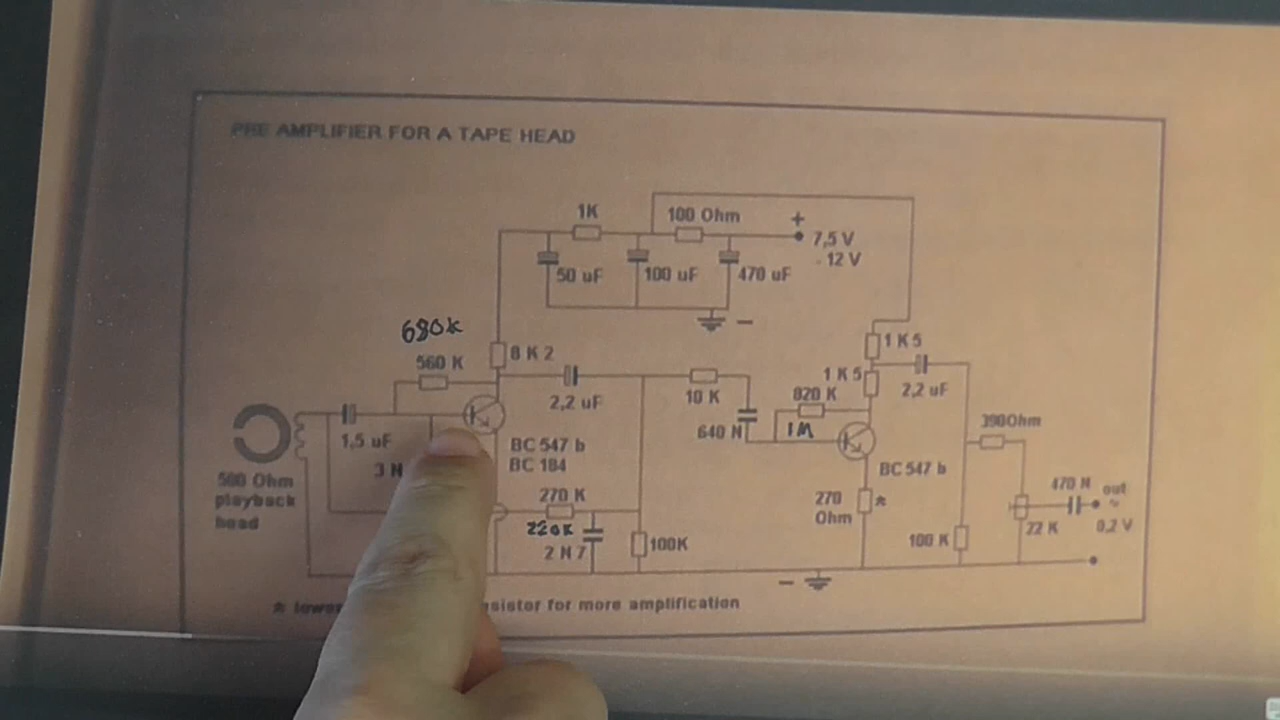 PRE AMPLIFIER FOR A TAPE HEAD
1K
100 Ohm
+
7,5 V
- 12 V
50 uF
100 uF
470 uF
-
680k
560 K
8 K 2
1 K 5
1 K 5
2,2 uF
2,2 uF
10 K
820 K
1M
640 N
390Ohm
1,5 uF
3 N
BC 547 b
BC 184
BC 547 b
500 Ohm
playback
head
270 K
220K
2 N 7
100K
270
Ohm
*
100 K
22 K
470 N
out
~
0,2 V
-
* lower
sistor for more amplification